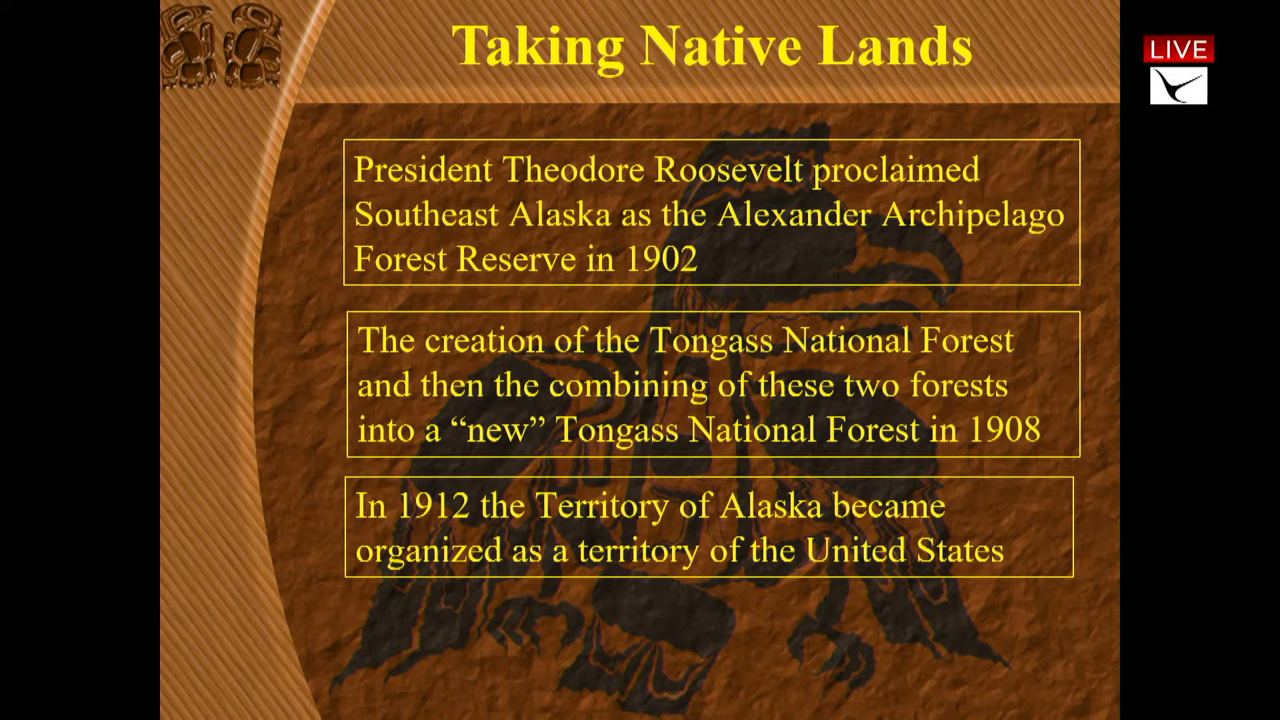 Taking Native Lands
LIVE
President Theodore Roosevelt proclaimed
Southeast Alaska as the Alexander Archipelago
Forest Reserve in 1902
The creation of the Tongass National Forest
and then the combining of these two forests
into a “new” Tongass National Forest in 1908
In 1912 the Territory of Alaska became
organized as a territory of the United States